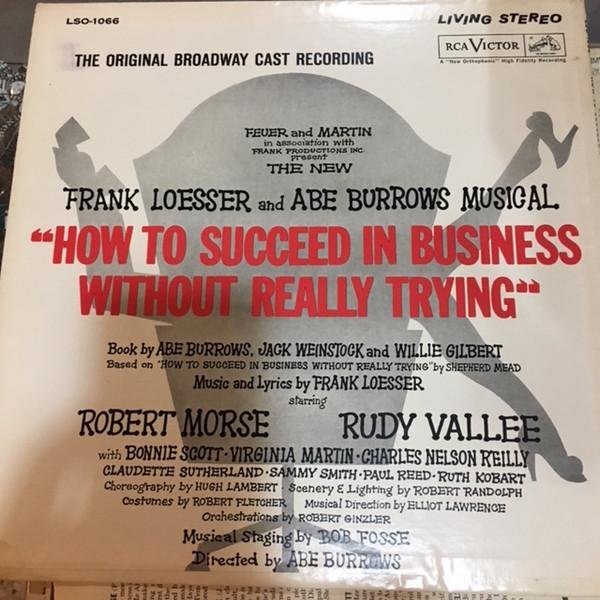 LSO-1066
LIVING STEREO
RCA VICTOR
A "New Orthophonic" High Fidelity Recording
THE ORIGINAL BROADWAY CAST RECORDING
FEUER and MARTIN
in association with
FRANK PRODUCTIONS INC.
present
THE NEW
FRANK LOESSER and ABE BURROWS MUSICAL
"HOW TO SUCCEED IN BUSINESS
WITHOUT REALLY TRYING"
Book by ABE BURROWS, JACK WEINSTOCK and WILLIE GILBERT
Based on "HOW TO SUCCEED IN BUSINESS WITHOUT REALLY TRYING" by SHEPHERD MEAD
Music and Lyrics by FRANK LOESSER
starring
ROBERT MORSE RUDY VALLEE
with BONNIE SCOTT · VIRGINIA MARTIN · CHARLES NELSON REILLY
CLAUDETTE SUTHERLAND · SAMMY SMITH · PAUL REED · RUTH KOBART
Choreography by HUGH LAMBERT Scenery & Lighting by ROBERT RANDOLPH
Costumes by ROBERT FLETCHER Musical Direction by ELLIOT LAWRENCE
Orchestrations by ROBERT GINZLER
Musical Staging by BOB FOSSE
Directed by ABE BURROWS